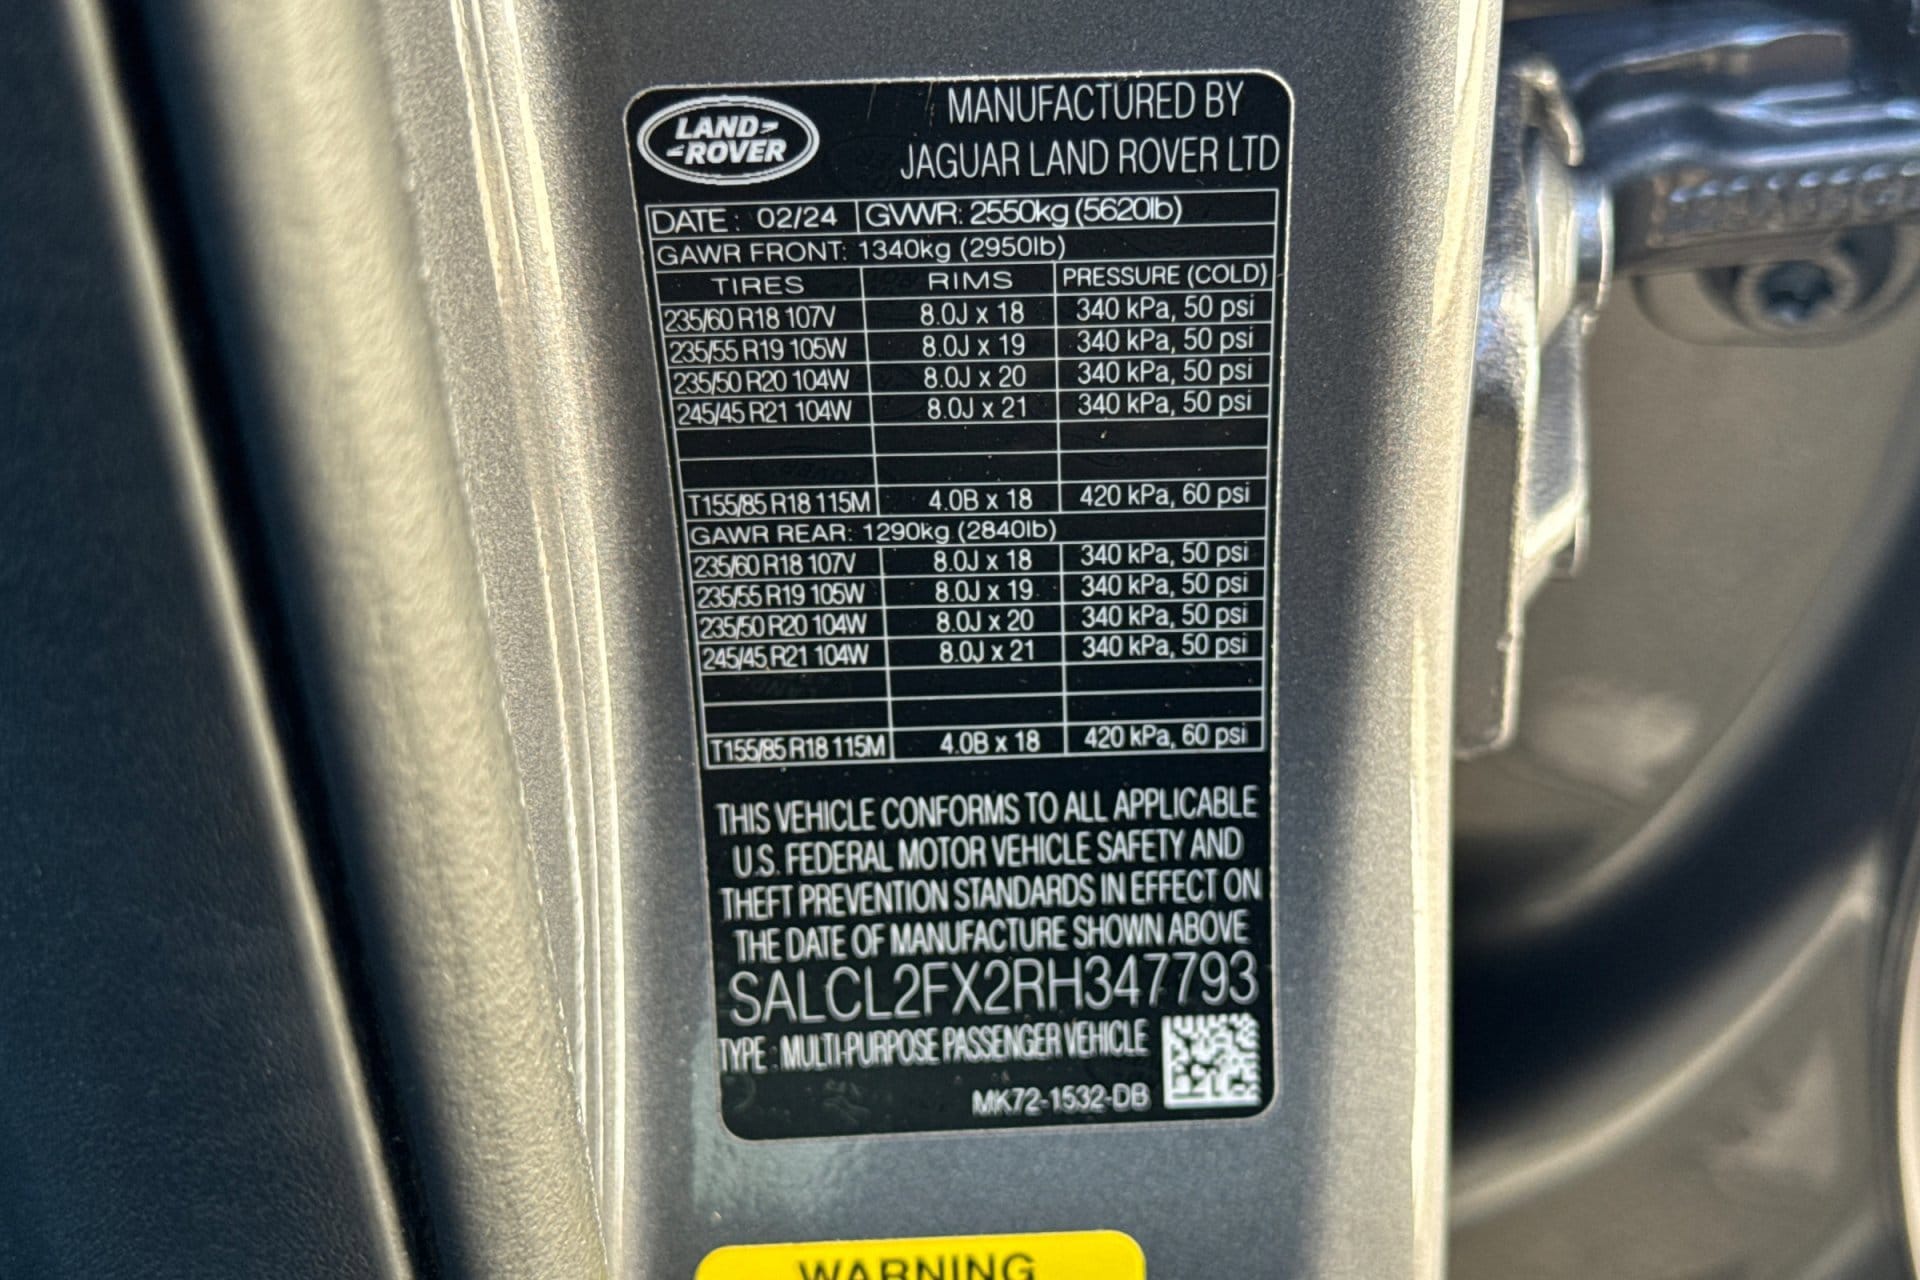 LAND ROVER
MANUFACTURED BY
JAGUAR LAND ROVER LTD
DATE: 02/24 GVWR: 2550kg (5620lb)
GAWR FRONT: 1340kg (2950lb)
TIRES RIMS PRESSURE (COLD)
235/60 R18 107V 8.0J x 18 340 kPa, 50 psi
235/55 R19 105W 8.0J x 19 340 kPa, 50 psi
235/50 R20 104W 8.0J x 20 340 kPa, 50 psi
245/45 R21 104W 8.0J x 21 340 kPa, 50 psi
T155/85 R18 115M 4.0B x 18 420 kPa, 60 psi
GAWR REAR: 1290kg (2840lb)
235/60 R18 107V 8.0J x 18 340 kPa, 50 psi
235/55 R19 105W 8.0J x 19 340 kPa, 50 psi
235/50 R20 104W 8.0J x 20 340 kPa, 50 psi
245/45 R21 104W 8.0J x 21 340 kPa, 50 psi
T155/85 R18 115M 4.0B x 18 420 kPa, 60 psi
THIS VEHICLE CONFORMS TO ALL APPLICABLE
U.S. FEDERAL MOTOR VEHICLE SAFETY AND
THEFT PREVENTION STANDARDS IN EFFECT ON
THE DATE OF MANUFACTURE SHOWN ABOVE
SALCL2FX2RH347793
TYPE : MULTI-PURPOSE PASSENGER VEHICLE
MK72-1532-DB
WARNING